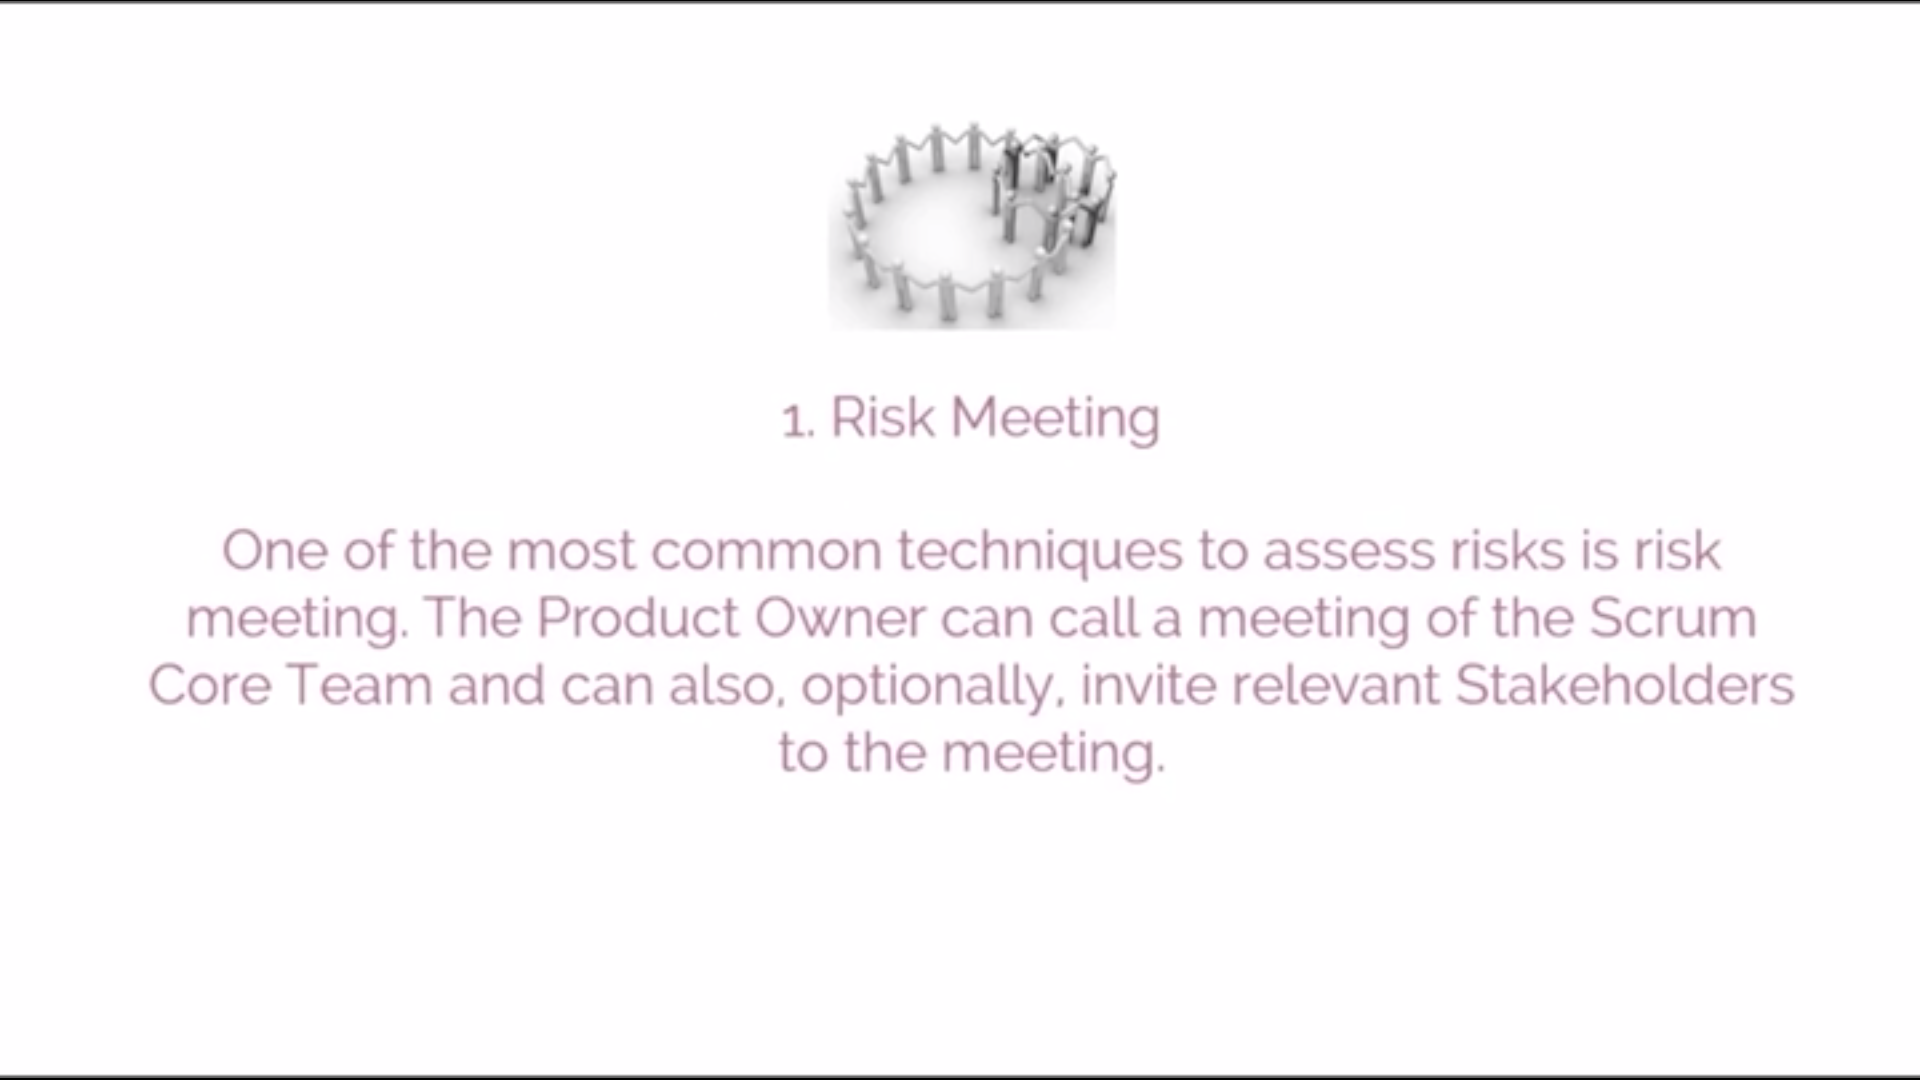 1. Risk Meeting
One of the most common techniques to assess risks is risk
meeting. The Product Owner can call a meeting of the Scrum
Core Team and can also, optionally, invite relevant Stakeholders
to the meeting.